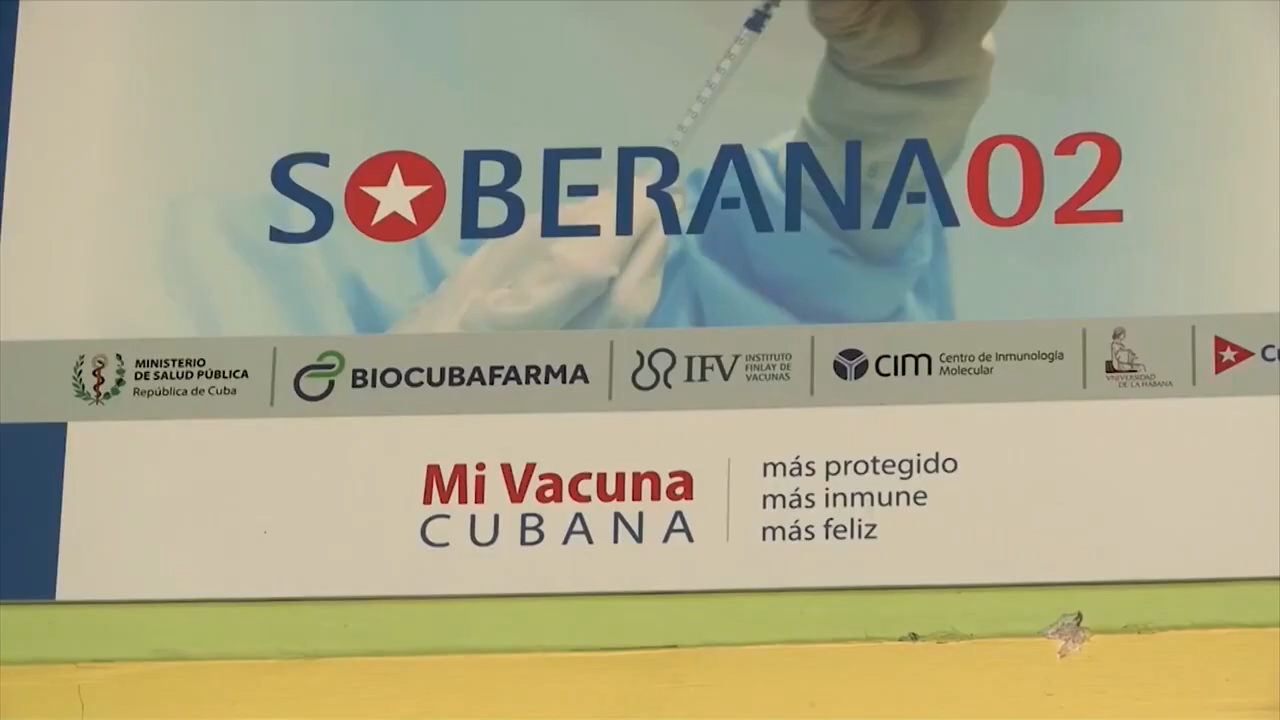 SOBERANA02
MINISTERIO
DE SALUD PÚBLICA
República de Cuba
BIOCUBAFARMA
IFV
INSTITUTO
FINLAY DE
VACUNAS
CIM
Centro de Inmunología
Molecular
VNIVERSIDAD
DE LA HABANA
Mi Vacuna
CUBANA
más protegido
más inmune
más feliz